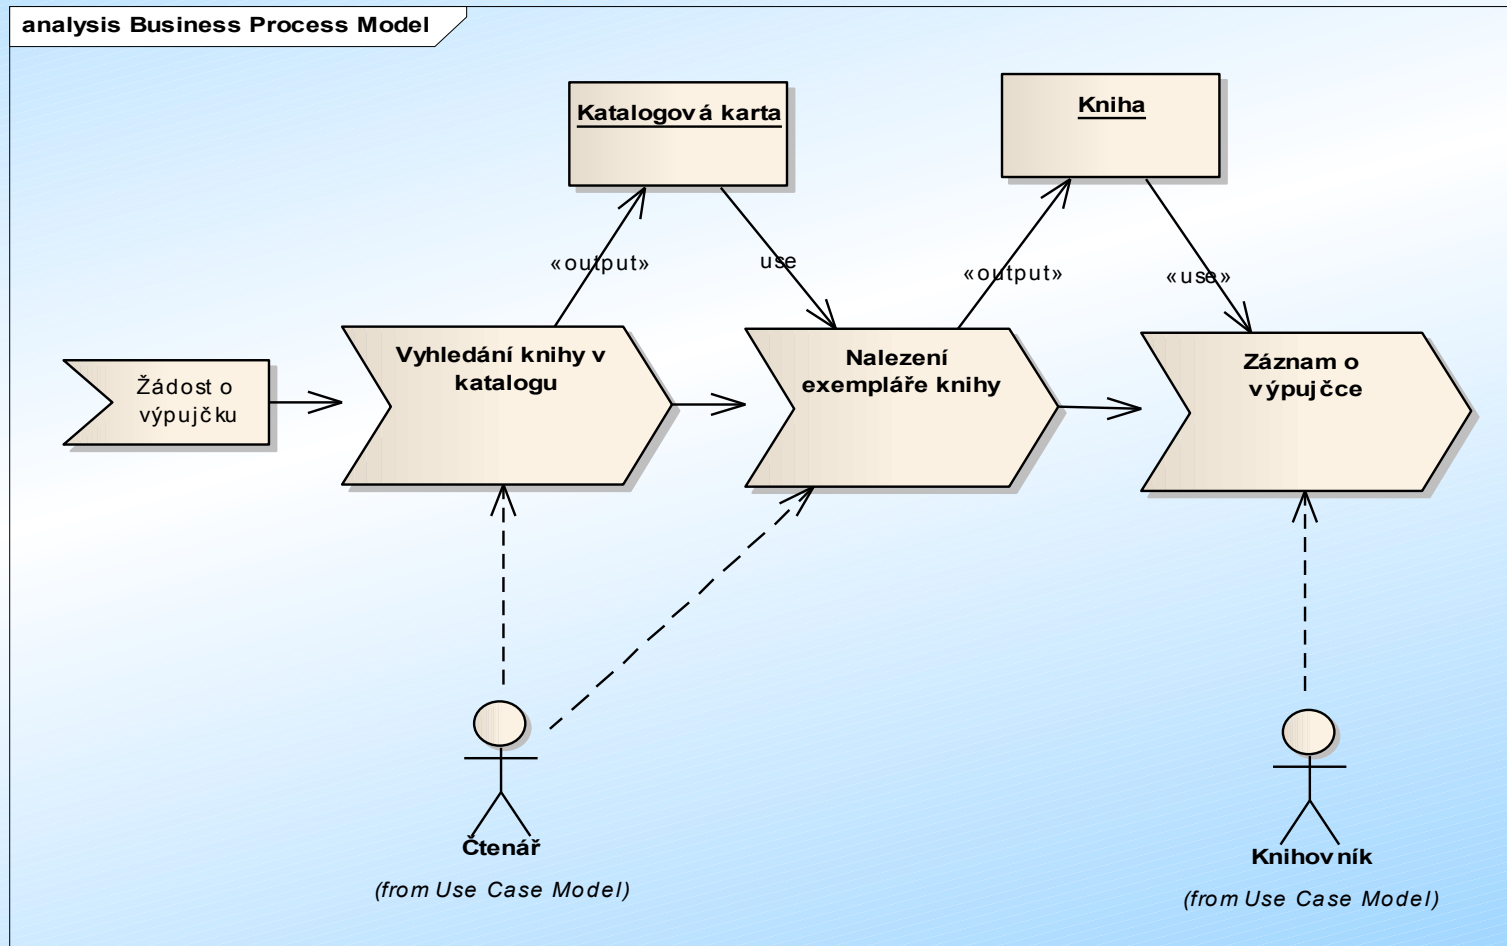 analysis Business Process Model
Katalogová karta
Kniha
«output»
use
«output»
«use»
Žádost o
výpujčku
Vyhledání knihy v
katalogu
Nalezení
exempláře knihy
Záznam o
výpujčce
Čtenář
(from Use Case Model)
Knihovník
(from Use Case Model)